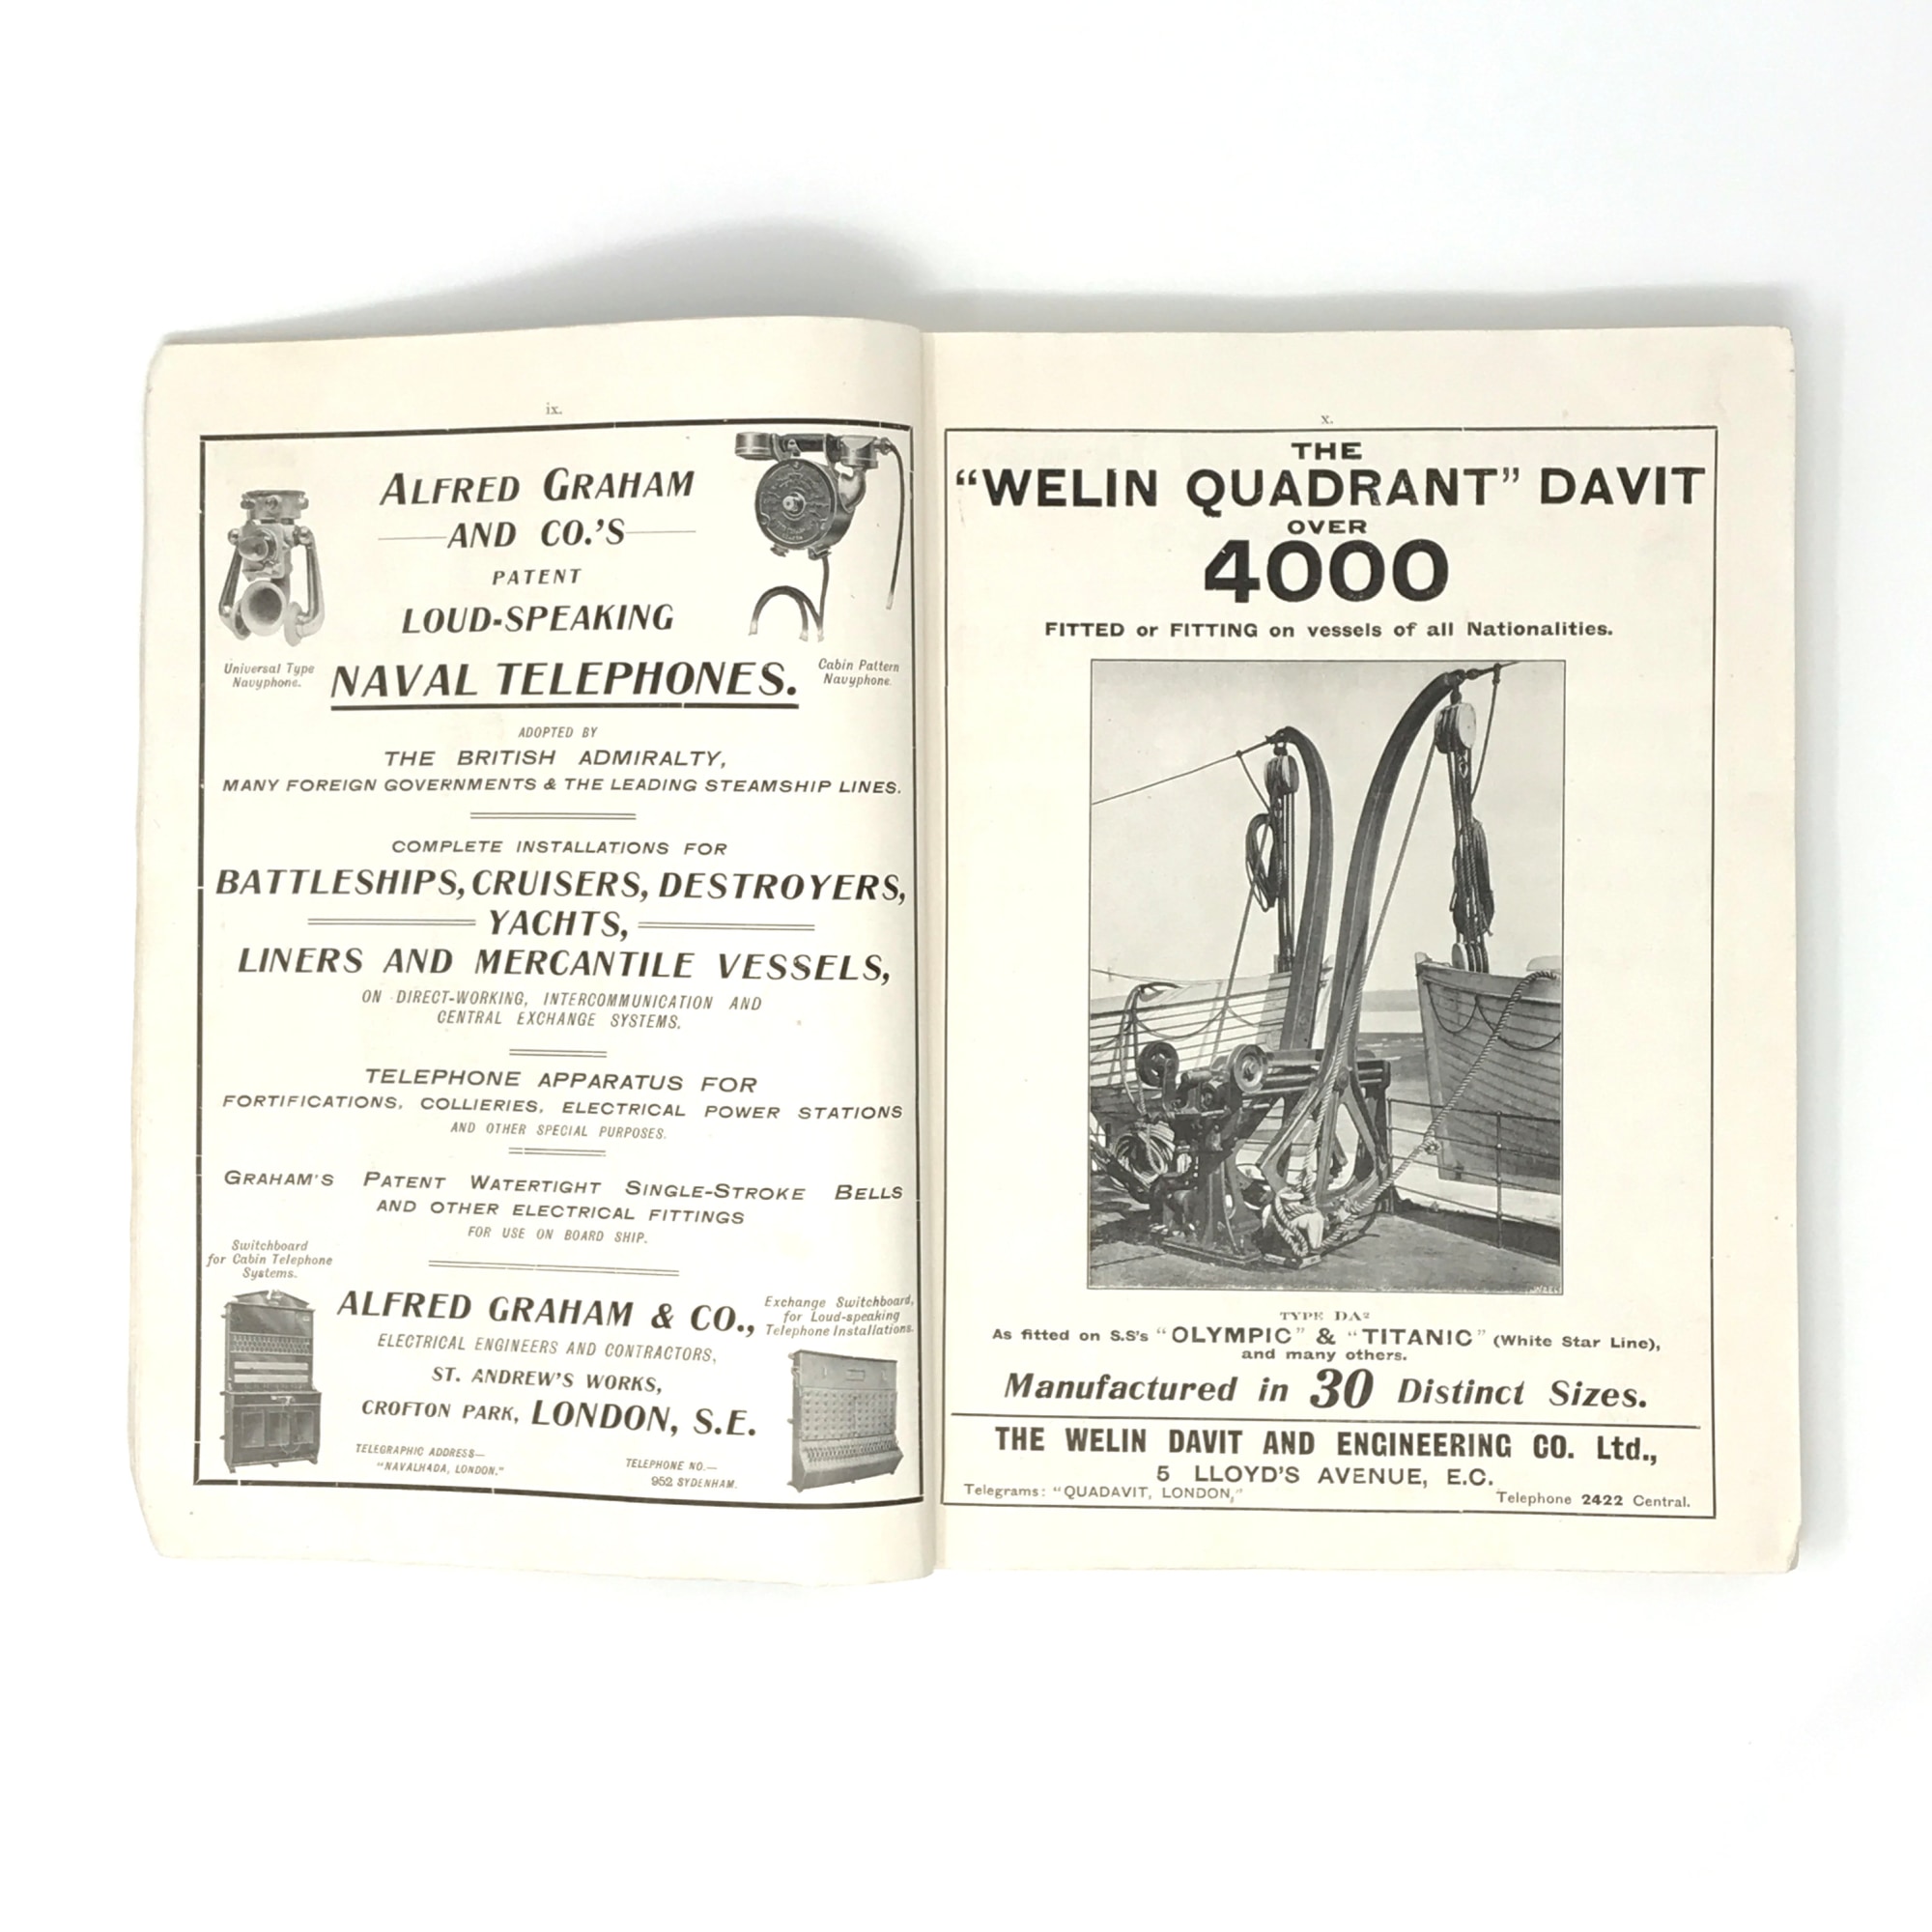 ix.
ALFRED GRAHAM
AND CO.'S
PATENT
LOUD-SPEAKING
Universal Type
Navyphone.
NAVAL TELEPHONES.
Cabin Pattern
Navyphone.
ADOPTED BY
THE BRITISH ADMIRALTY,
MANY FOREIGN GOVERNMENTS & THE LEADING STEAMSHIP LINES.
COMPLETE INSTALLATIONS FOR
BATTLESHIPS, CRUISERS, DESTROYERS,
YACHTS,
LINERS AND MERCANTILE VESSELS,
ON DIRECT-WORKING, INTERCOMMUNICATION AND
CENTRAL EXCHANGE SYSTEMS.
TELEPHONE APPARATUS FOR
FORTIFICATIONS, COLLIERIES, ELECTRICAL POWER STATIONS
AND OTHER SPECIAL PURPOSES.
GRAHAM'S PATENT WATERTIGHT SINGLE-STROKE BELLS
AND OTHER ELECTRICAL FITTINGS
FOR USE ON BOARD SHIP.
Switchboard
for Cabin Telephone
Systems.
ALFRED GRAHAM & CO.,
Exchange Switchboard,
for Loud-speaking
Telephone Installations.
ELECTRICAL ENGINEERS AND CONTRACTORS,
ST. ANDREW'S WORKS,
CROFTON PARK, LONDON, S.E.
TELEGRAPHIC ADDRESS—
"NAVALHADA, LONDON."
TELEPHONE NO.—
952 SYDENHAM.
x.
THE
"WELIN QUADRANT" DAVIT
OVER
4000
FITTED or FITTING on vessels of all Nationalities.
TYPE DA²
As fitted on S.S's "OLYMPIC" & "TITANIC" (White Star Line),
and many others.
Manufactured in 30 Distinct Sizes.
THE WELIN DAVIT AND ENGINEERING CO. Ltd.,
5 LLOYD'S AVENUE, E.C.
Telegrams: "QUADAVIT, LONDON,"
Telephone 2422 Central.